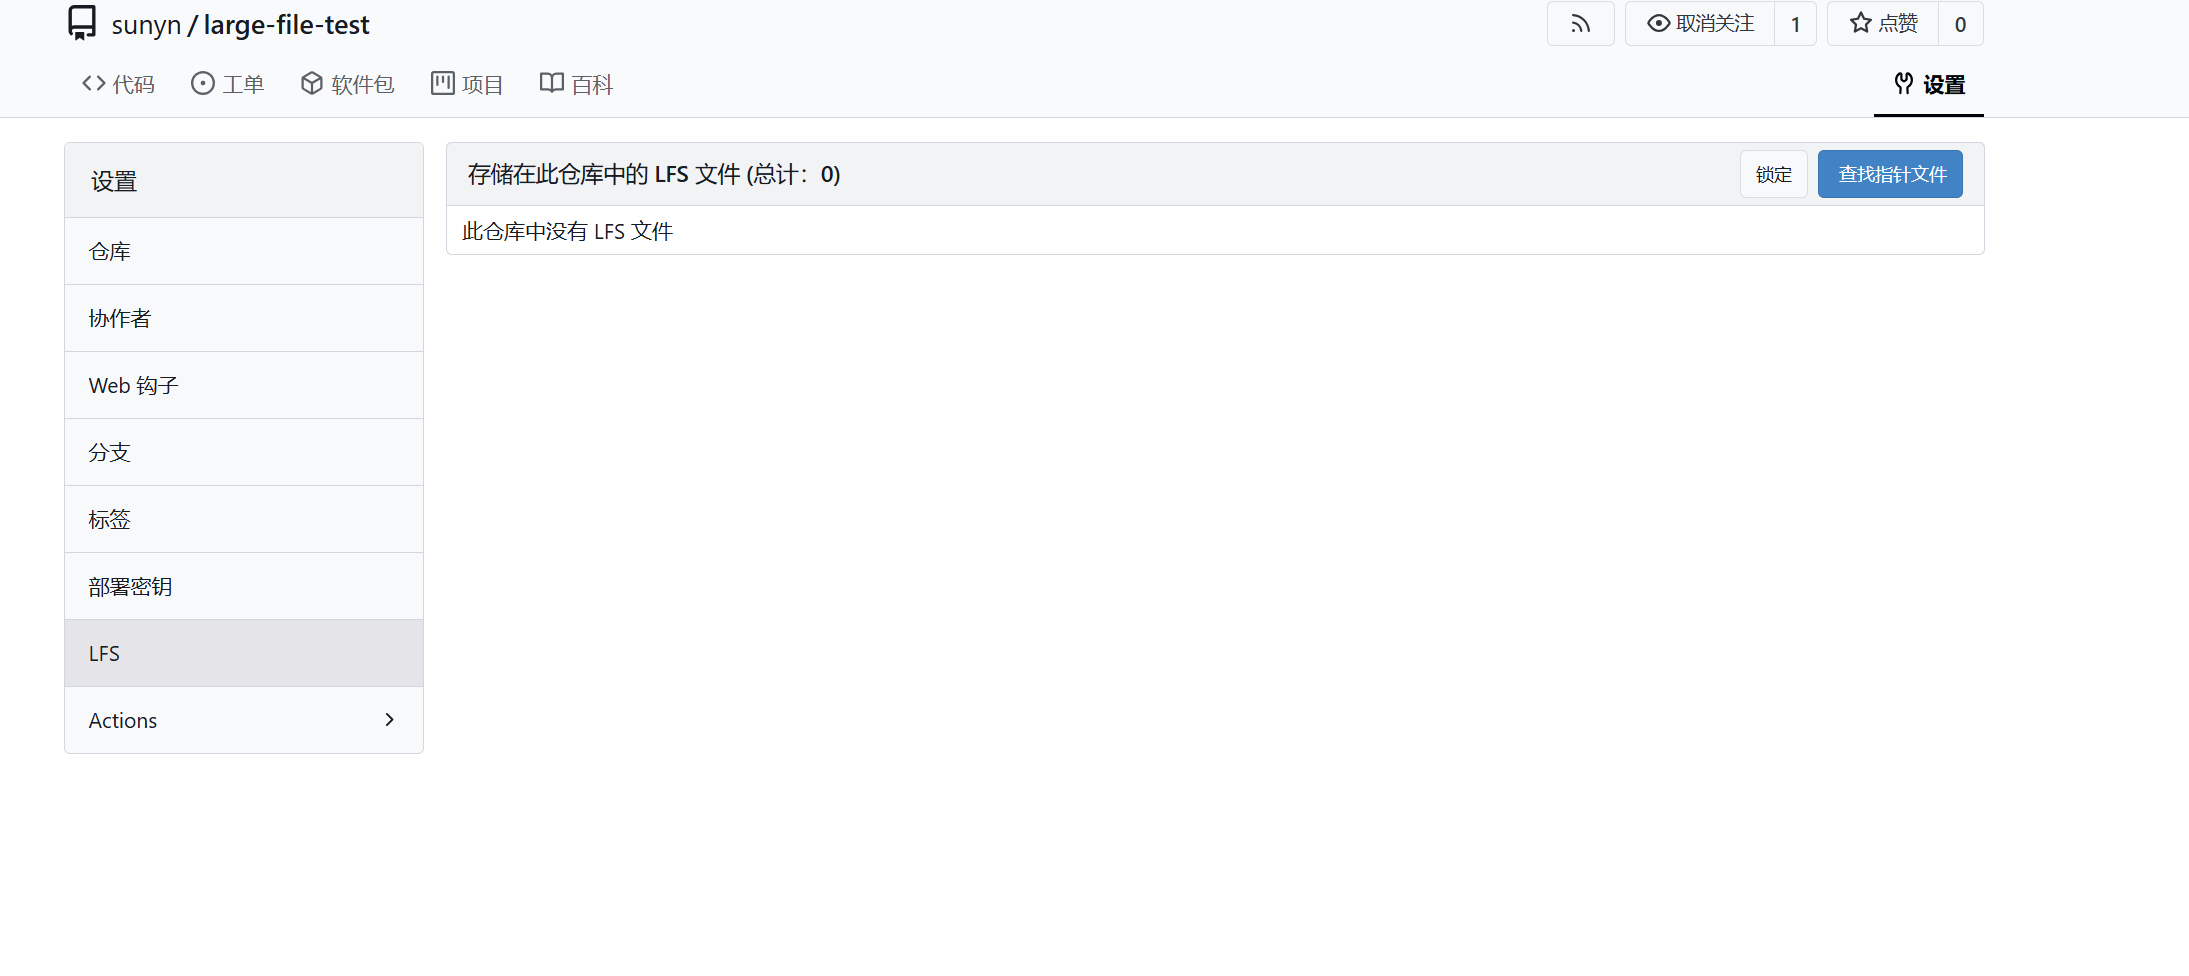 sunyn / large-file-test
取消关注 1
点赞 0
代码 工单 软件包 项目 百科 设置
设置
仓库
协作者
Web 钩子
分支
标签
部署密钥
LFS
Actions
存储在此仓库中的 LFS 文件 (总计：0)
锁定 查找指针文件
此仓库中没有 LFS 文件